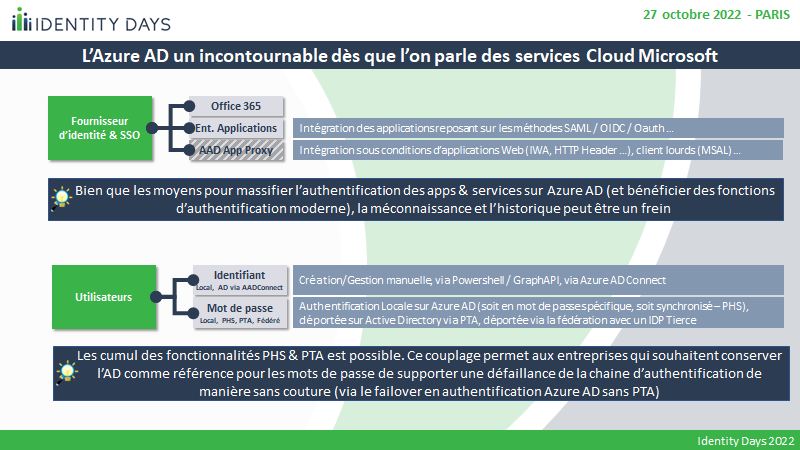 IDENTITY DAYS
27 octobre 2022 - PARIS
L’Azure AD un incontournable dès que l’on parle des services Cloud Microsoft
Fournisseur
d’identité & SSO
Office 365
Ent. Applications
Intégration des applications reposant sur les méthodes SAML / OIDC / Oauth ...
AAD App Proxy
Intégration sous conditions d’applications Web (IWA, HTTP Header ...), client lourds (MSAL) ...
Bien que les moyens pour massifier l’authentification des apps & services sur Azure AD (et bénéficier des fonctions
d’authentification moderne), la méconnaissance et l’historique peut être un frein
Utilisateurs
Identifiant
Local, AD via AADConnect
Création/Gestion manuelle, via Powershell / GraphAPI, via Azure AD Connect
Mot de passe
Local, PHS, PTA, Fédéré
Authentification Locale sur Azure AD (soit en mot de passe spécifique, soit synchronisé – PHS),
déportée sur Active Directory via PTA, déportée via la fédération avec un IDP Tierce
Les cumul des fonctionnalités PHS & PTA est possible. Ce couplage permet aux entreprises qui souhaitent conserver
l’AD comme référence pour les mots de passe de supporter une défaillance de la chaine d’authentification de
manière sans couture (via le failover en authentification Azure AD sans PTA)
Identity Days 2022